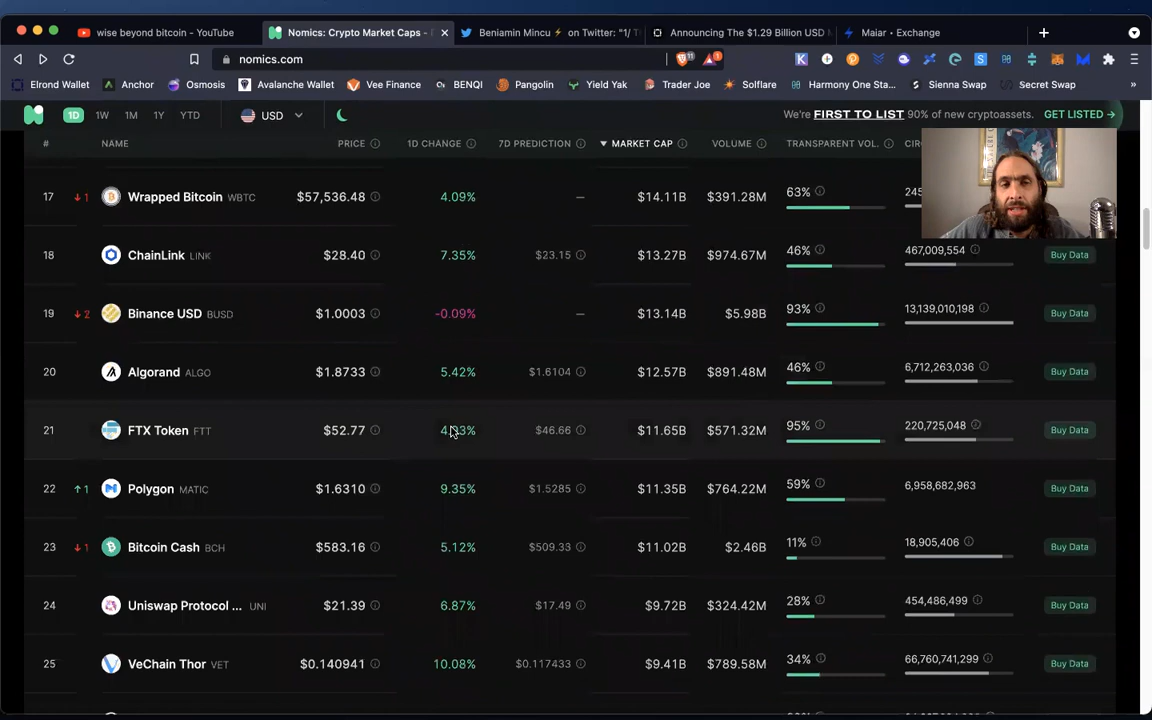 wise beyond bitcoin - YouTube
Nomics: Crypto Market Caps -
Benjamin Mincu ⚡ on Twitter: "1/ T
Announcing The $1.29 Billion USD
Maiar • Exchange
nomics.com
Elrond Wallet Anchor Osmosis Avalanche Wallet Vee Finance BENQI Pangolin Yield Yak Trader Joe Solflare Harmony One Sta... Sienna Swap Secret Swap »
1D 1W 1M 1Y YTD USD We're FIRST TO LIST 90% of new cryptoassets. GET LISTED →
# NAME PRICE 1D CHANGE 7D PREDICTION ▼ MARKET CAP VOLUME TRANSPARENT VOL.
17 ↓1 Wrapped Bitcoin WBTC $57,536.48 4.09% – $14.11B $391.28M 63%
18 ChainLink LINK $28.40 7.35% $23.15 $13.27B $974.67M 46% 467,009,554 Buy Data
19 ↓2 Binance USD BUSD $1.0003 -0.09% – $13.14B $5.98B 93% 13,139,010,198 Buy Data
20 Algorand ALGO $1.8733 5.42% $1.6104 $12.57B $891.48M 46% 6,712,263,036 Buy Data
21 FTX Token FTT $52.77 $46.66 $11.65B $571.32M 95% 220,725,048 Buy Data
22 ↑1 Polygon MATIC $1.6310 9.35% $1.5285 $11.35B $764.22M 59% 6,958,682,963 Buy Data
23 ↓1 Bitcoin Cash BCH $583.16 5.12% $509.33 $11.02B $2.46B 11% 18,905,406 Buy Data
24 Uniswap Protocol ... UNI $21.39 6.87% $17.49 $9.72B $324.42M 28% 454,486,499 Buy Data
25 VeChain Thor VET $0.140941 10.08% $0.117433 $9.41B $789.58M 34% 66,760,741,299 Buy Data